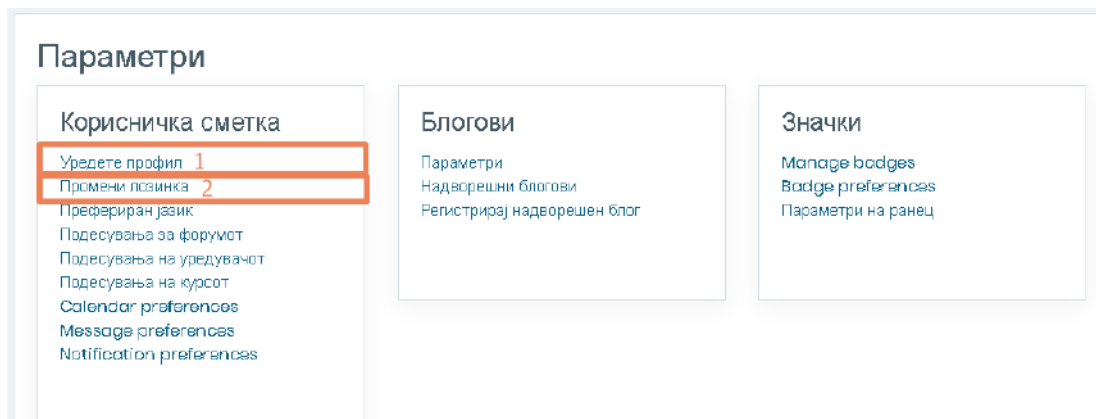 Параметри
Корисничка сметка
Уредете профил 1
Промени лозинка 2
Префериран јазик
Подесувања за форумот
Подесувања на уредувачот
Подесувања на курсот
Calendar preferences
Message preferences
Notification preferences
Блогови
Параметри
Надворешни блогови
Регистрирај надворешен блог
Значки
Manage badges
Badge preferences
Параметри на ранец